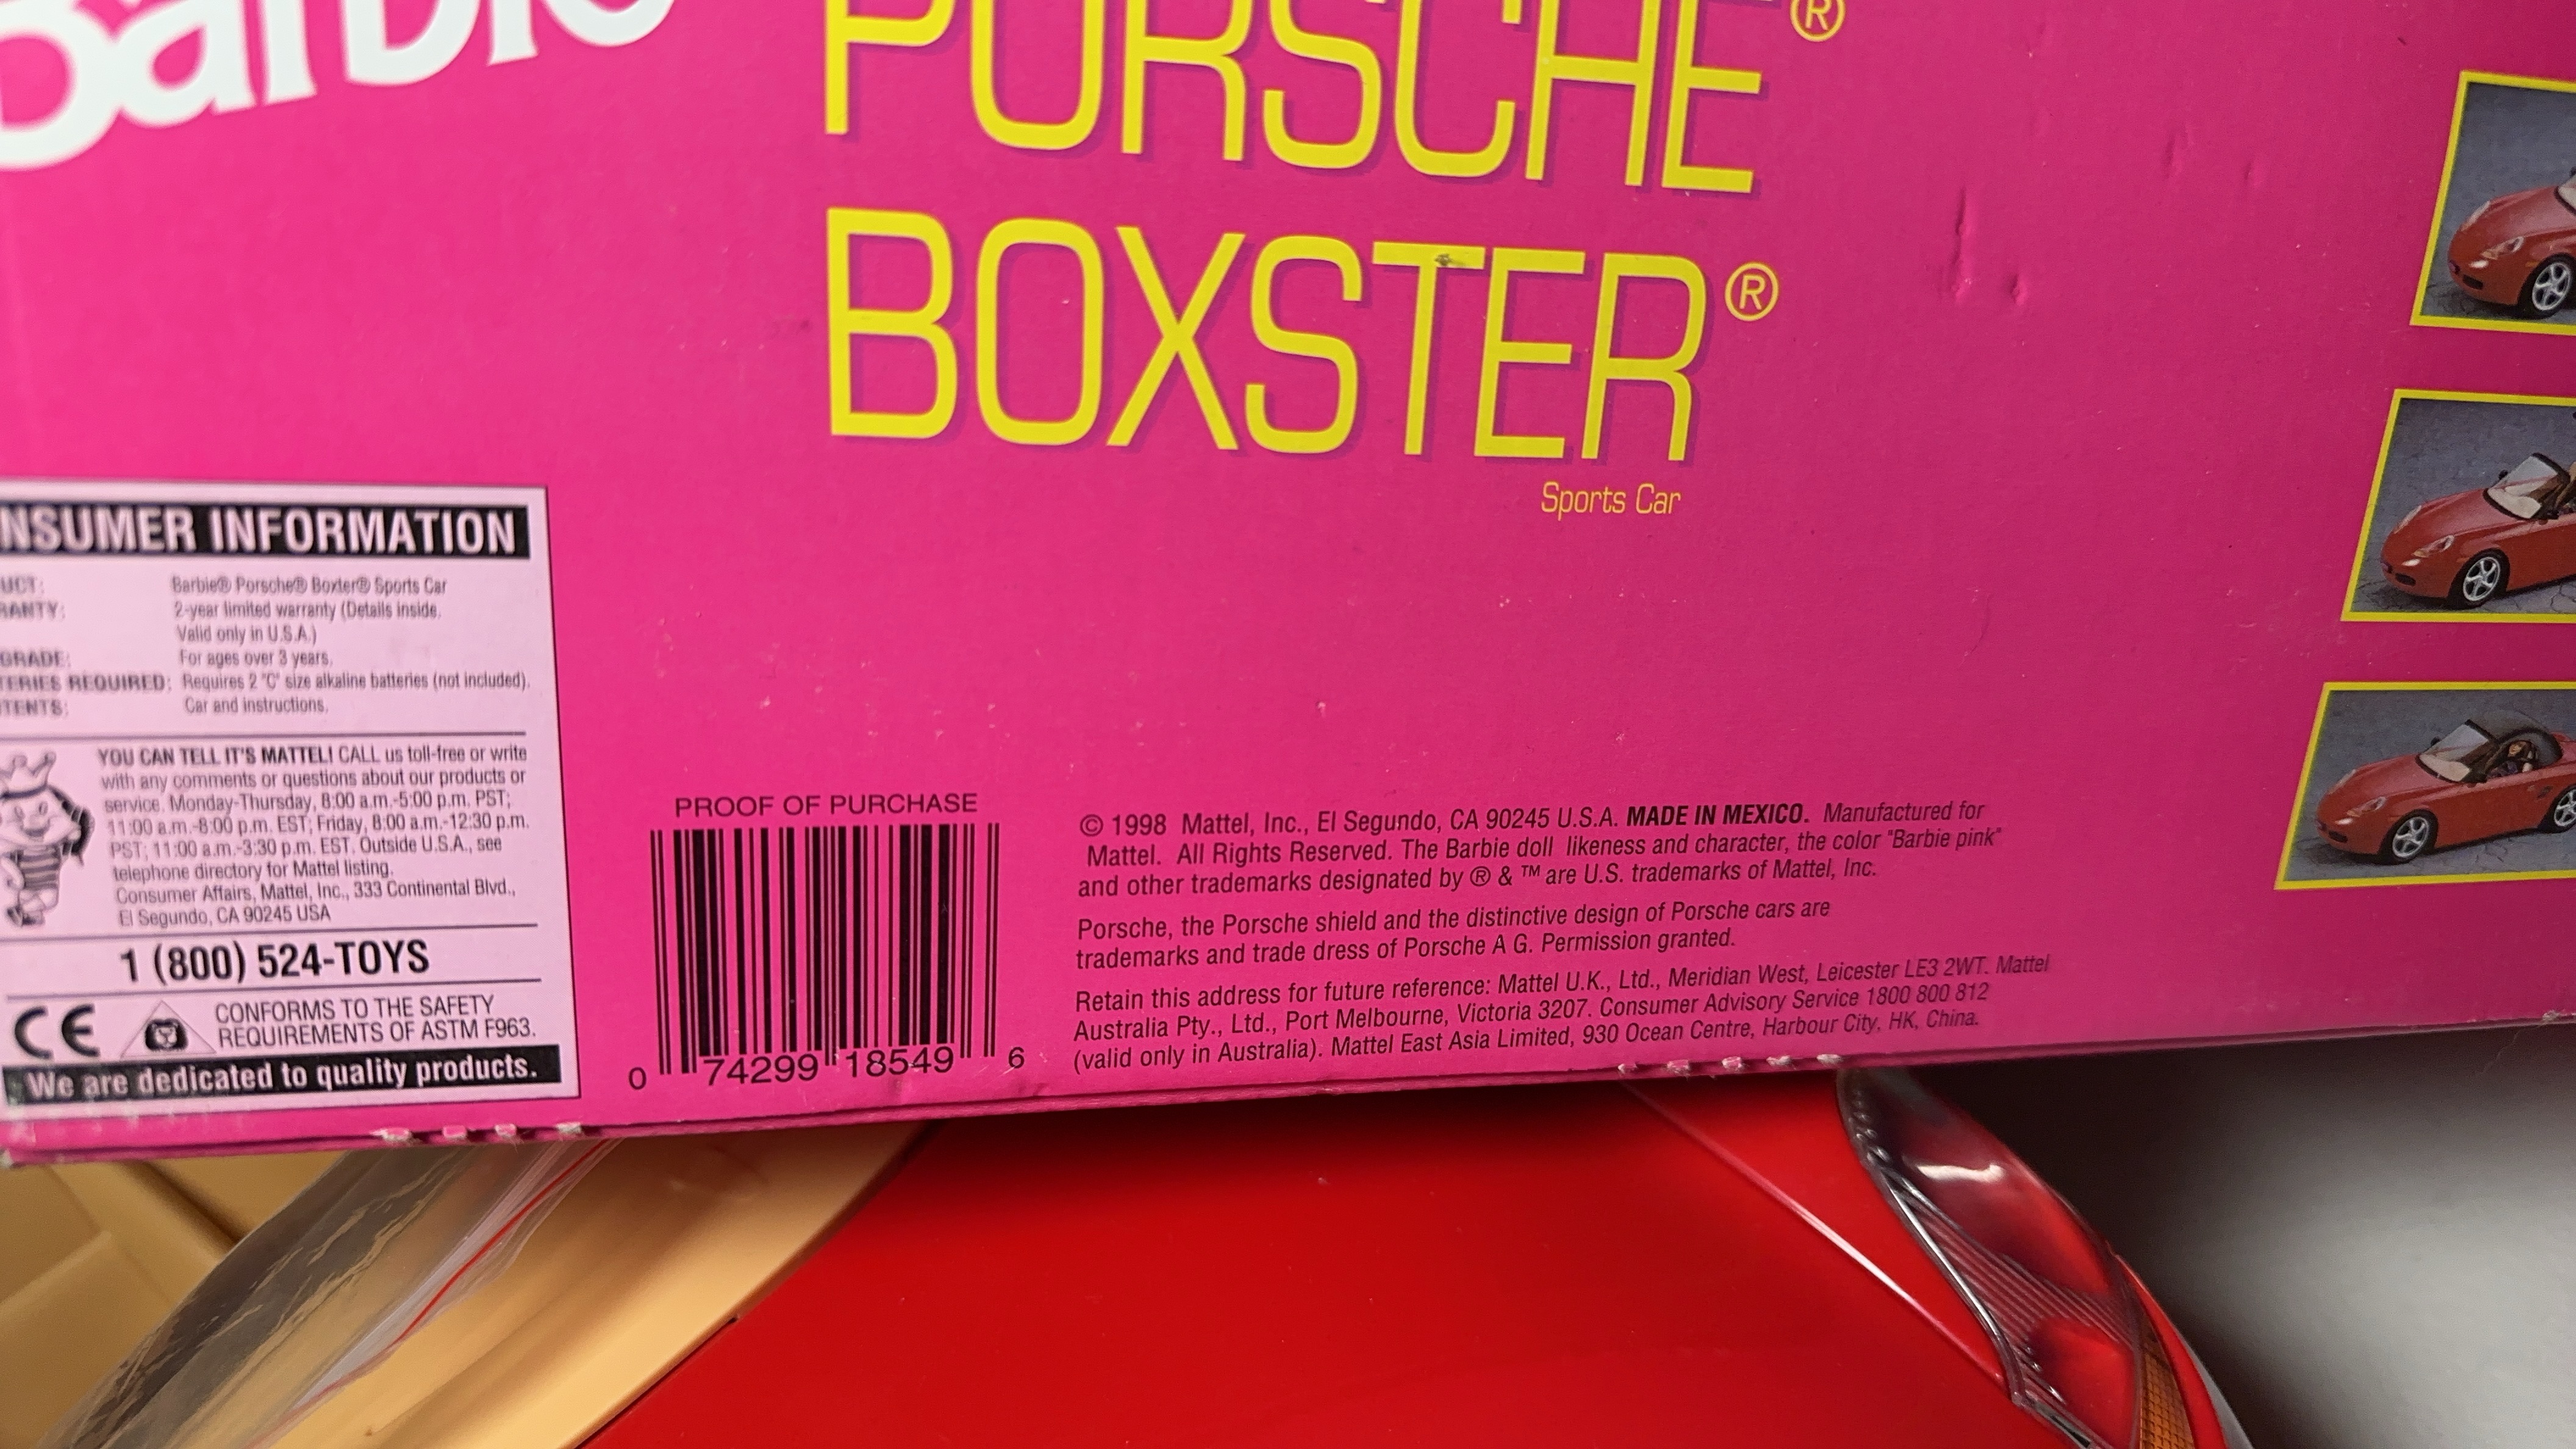 Barbie
PORSCHE®
BOXSTER®
Sports Car
NSUMER INFORMATION
UCT: Barbie® Porsche® Boxter® Sports Car
RANTY: 2-year limited warranty (Details inside.
Valid only in U.S.A.)
GRADE: For ages over 3 years.
TERIES REQUIRED: Requires 2 "C" size alkaline batteries (not included).
TENTS: Car and instructions.
YOU CAN TELL IT'S MATTEL! CALL us toll-free or write
with any comments or questions about our products or
service. Monday-Thursday, 8:00 a.m.-5:00 p.m. PST;
11:00 a.m.-8:00 p.m. EST; Friday, 8:00 a.m.-12:30 p.m.
PST; 11:00 a.m.-3:30 p.m. EST. Outside U.S.A., see
telephone directory for Mattel listing.
Consumer Affairs, Mattel, Inc., 333 Continental Blvd.,
El Segundo, CA 90245 USA
1 (800) 524-TOYS
CE
CONFORMS TO THE SAFETY
REQUIREMENTS OF ASTM F963.
We are dedicated to quality products.
PROOF OF PURCHASE
0 74299 18549 6
© 1998 Mattel, Inc., El Segundo, CA 90245 U.S.A. MADE IN MEXICO. Manufactured for
Mattel. All Rights Reserved. The Barbie doll likeness and character, the color "Barbie pink"
and other trademarks designated by ® & ™ are U.S. trademarks of Mattel, Inc.
Porsche, the Porsche shield and the distinctive design of Porsche cars are
trademarks and trade dress of Porsche A G. Permission granted.
Retain this address for future reference: Mattel U.K., Ltd., Meridian West, Leicester LE3 2WT. Mattel
Australia Pty., Ltd., Port Melbourne, Victoria 3207. Consumer Advisory Service 1800 800 812
(valid only in Australia). Mattel East Asia Limited, 930 Ocean Centre, Harbour City, HK, China.